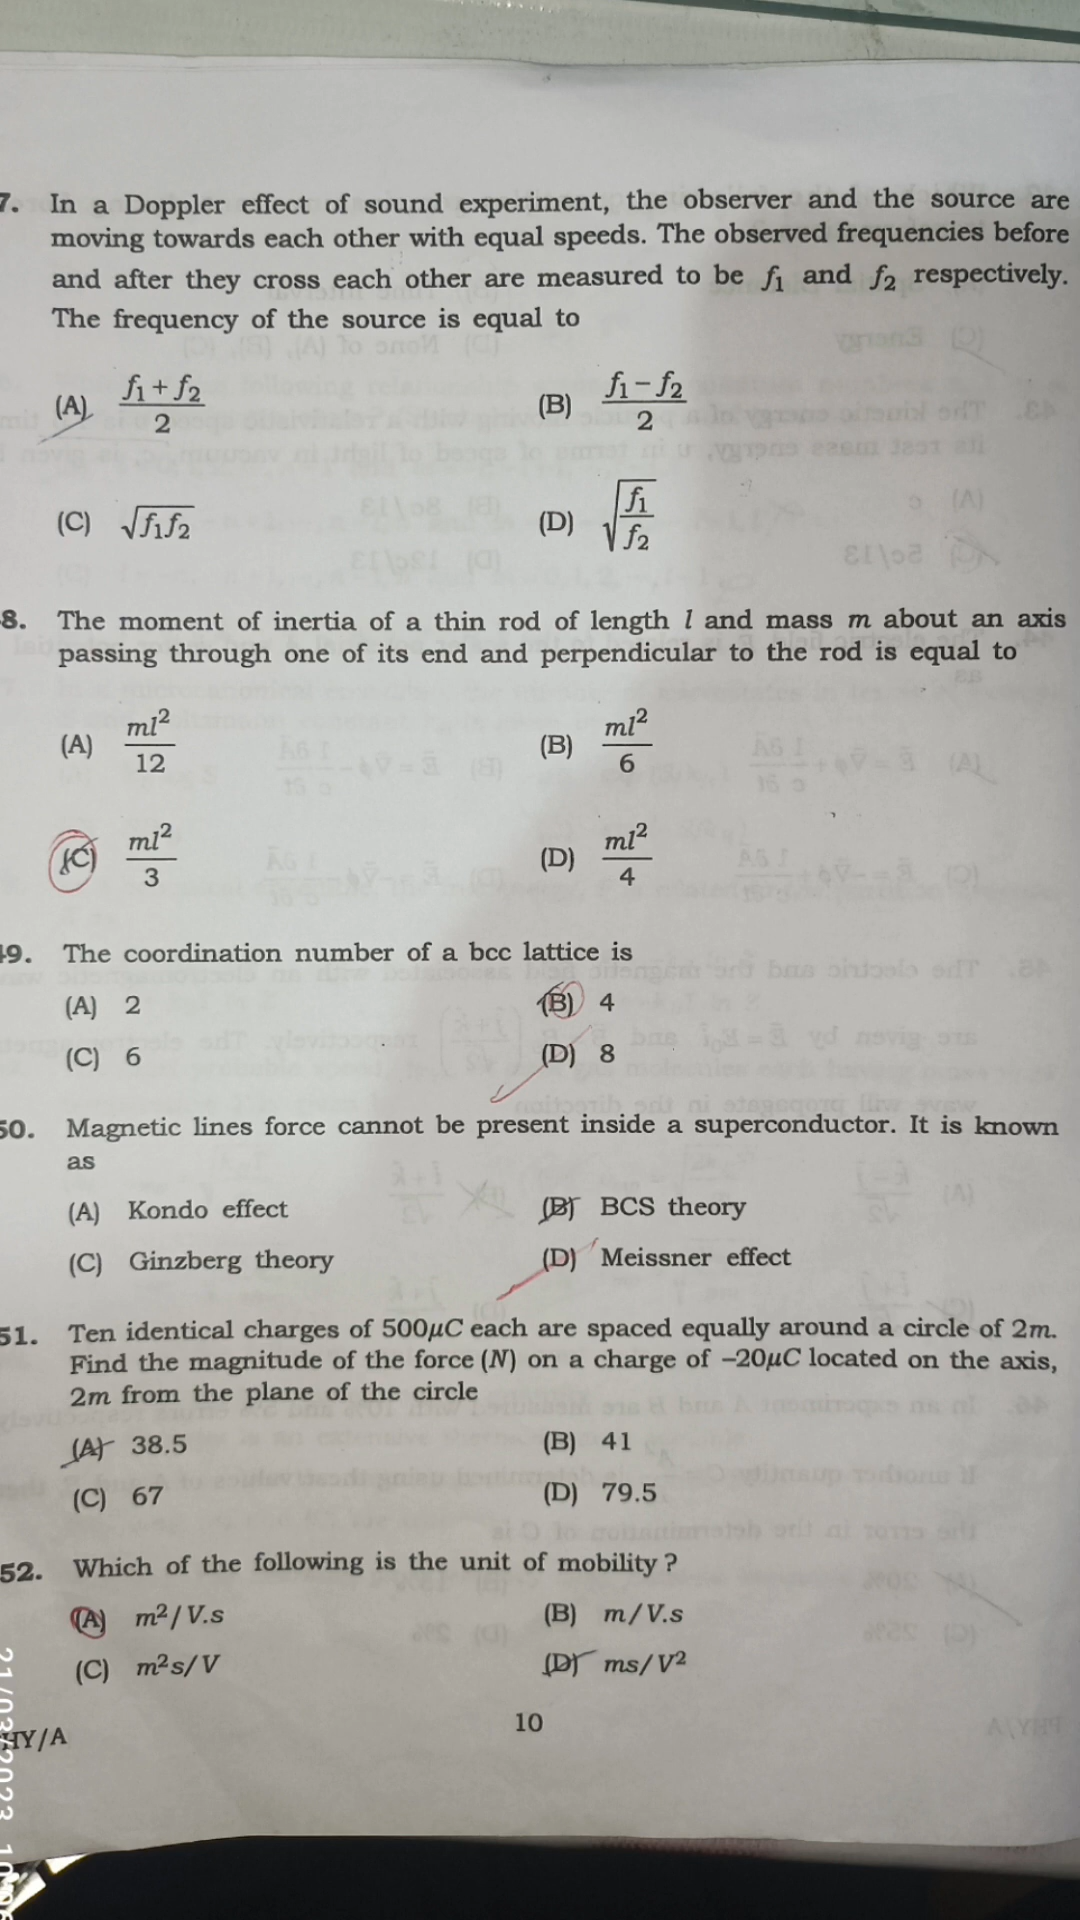 7. In a Doppler effect of sound experiment, the observer and the source are
moving towards each other with equal speeds. The observed frequencies before
and after they cross each other are measured to be f₁ and f₂ respectively.
The frequency of the source is equal to
(A) (f₁ + f₂)/2 (B) (f₁ − f₂)/2
(C) √(f₁f₂) (D) √(f₁/f₂)
8. The moment of inertia of a thin rod of length l and mass m about an axis
passing through one of its end and perpendicular to the rod is equal to
(A) ml²/12 (B) ml²/6
(C) ml²/3 (D) ml²/4
49. The coordination number of a bcc lattice is
(A) 2 (B) 4
(C) 6 (D) 8
50. Magnetic lines force cannot be present inside a superconductor. It is known
as
(A) Kondo effect (B) BCS theory
(C) Ginzberg theory (D) Meissner effect
51. Ten identical charges of 500μC each are spaced equally around a circle of 2m.
Find the magnitude of the force (N) on a charge of –20μC located on the axis,
2m from the plane of the circle
(A) 38.5 (B) 41
(C) 67 (D) 79.5
52. Which of the following is the unit of mobility ?
(A) m²/V.s (B) m/V.s
(C) m²s/V (D) ms/V²
10
HY/A
21/03/2023